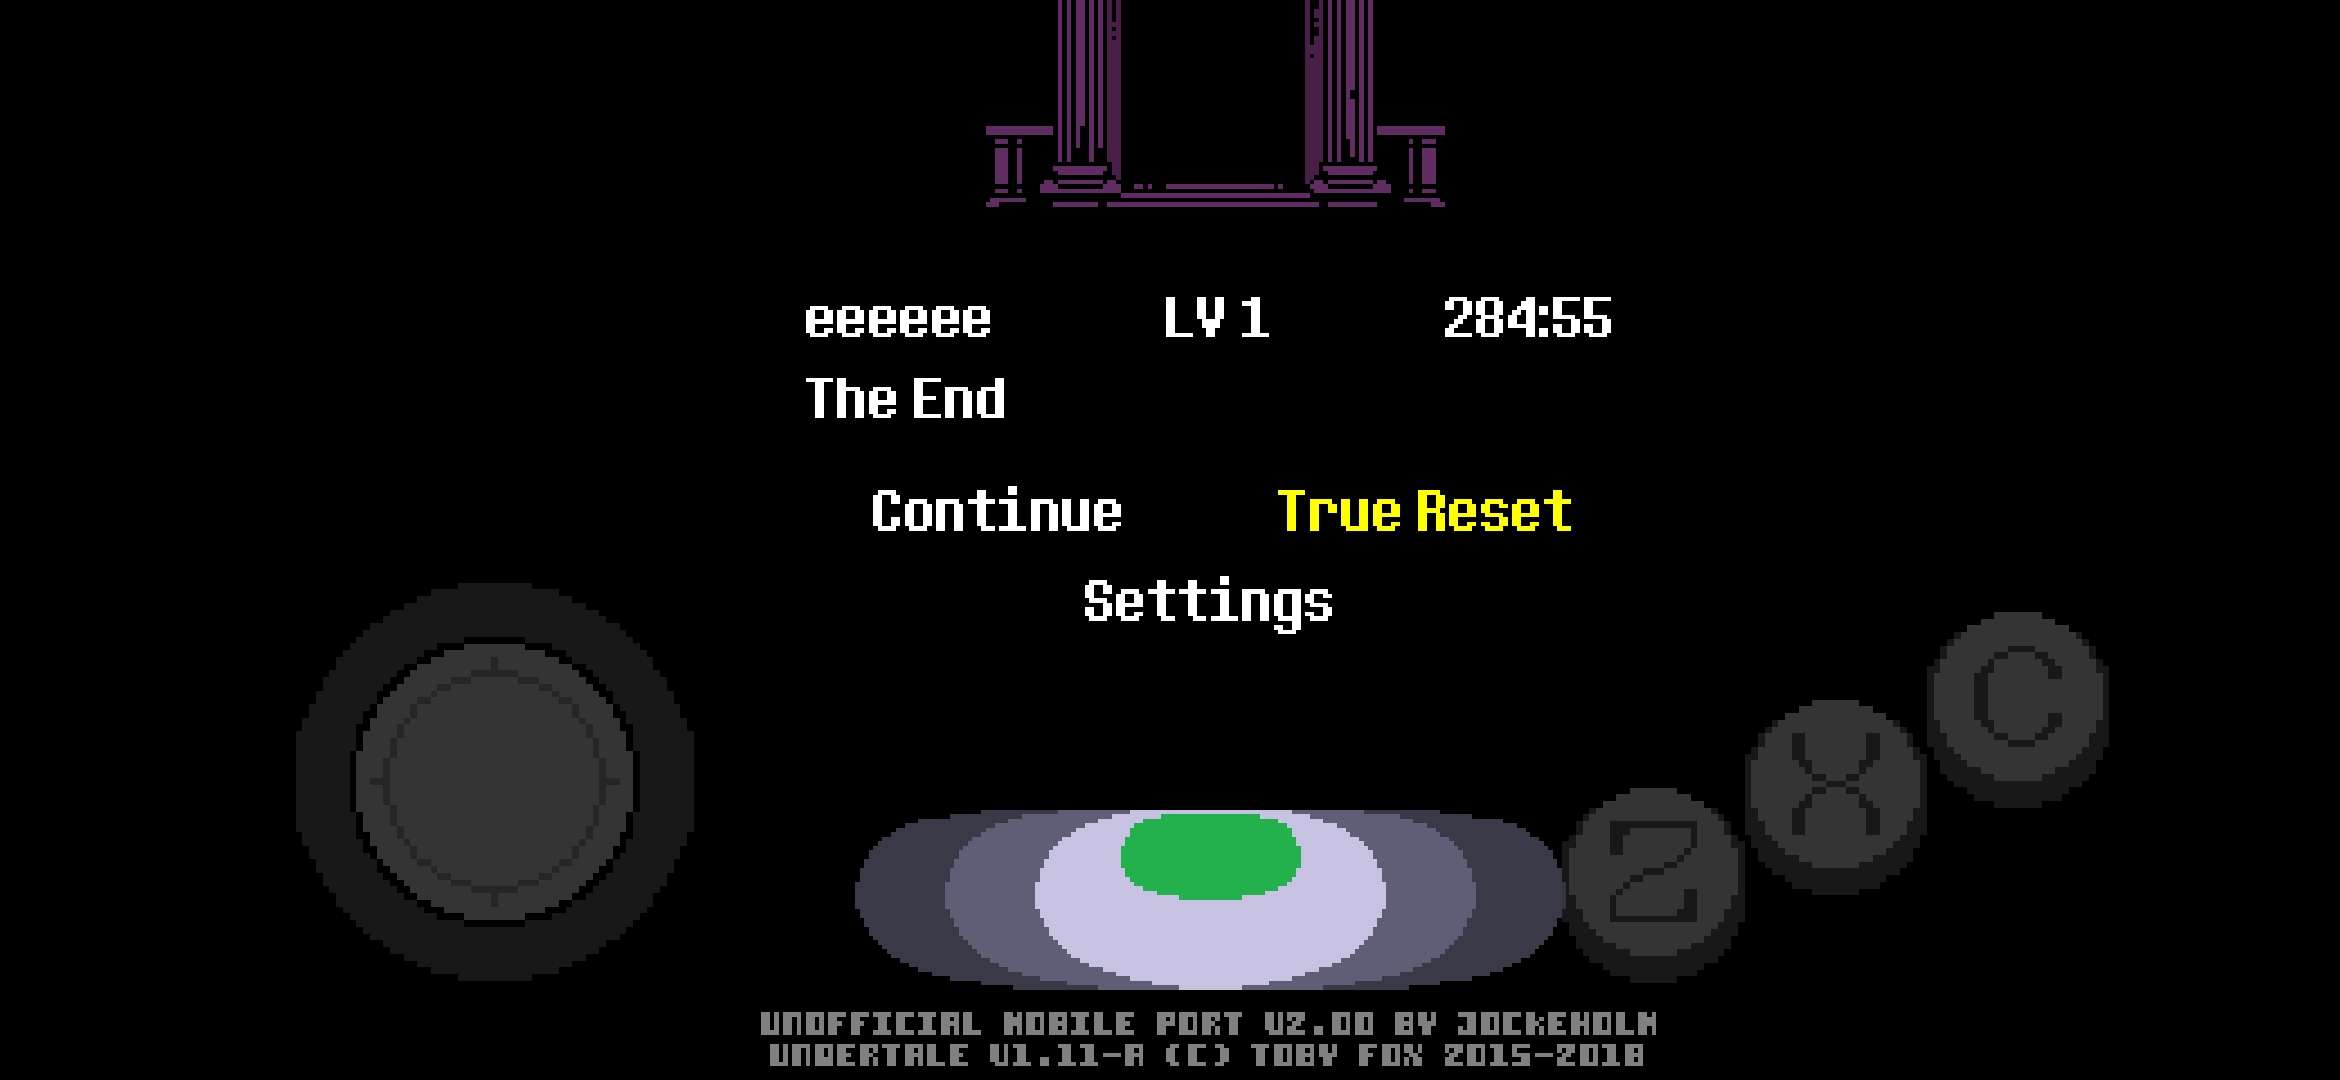 eeeeee LV 1 284:55
The End
Continue True Reset
Settings
C
X
Z
UNOFFICIAL MOBILE PORT V2.00 BY JOCKEHOLM
UNDERTALE V1.11-A (C) TOBY FOX 2015-2018